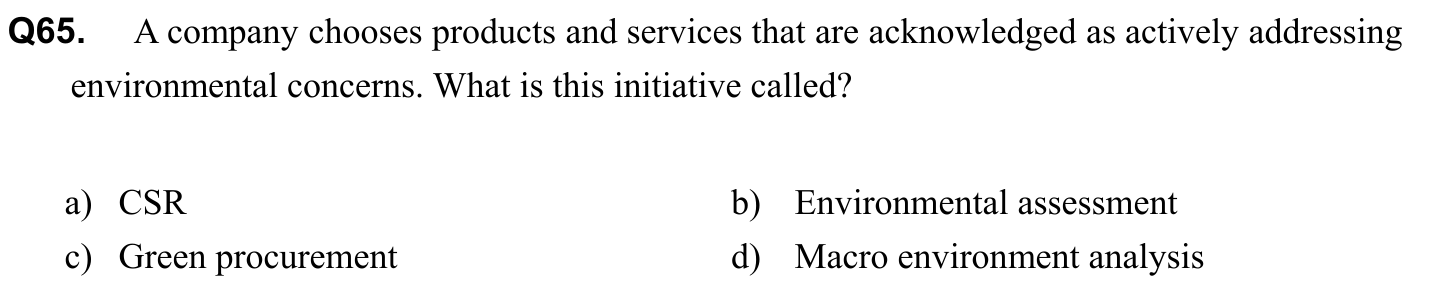 Q65. A company chooses products and services that are acknowledged as actively addressing
environmental concerns. What is this initiative called?
a) CSR b) Environmental assessment
c) Green procurement d) Macro environment analysis